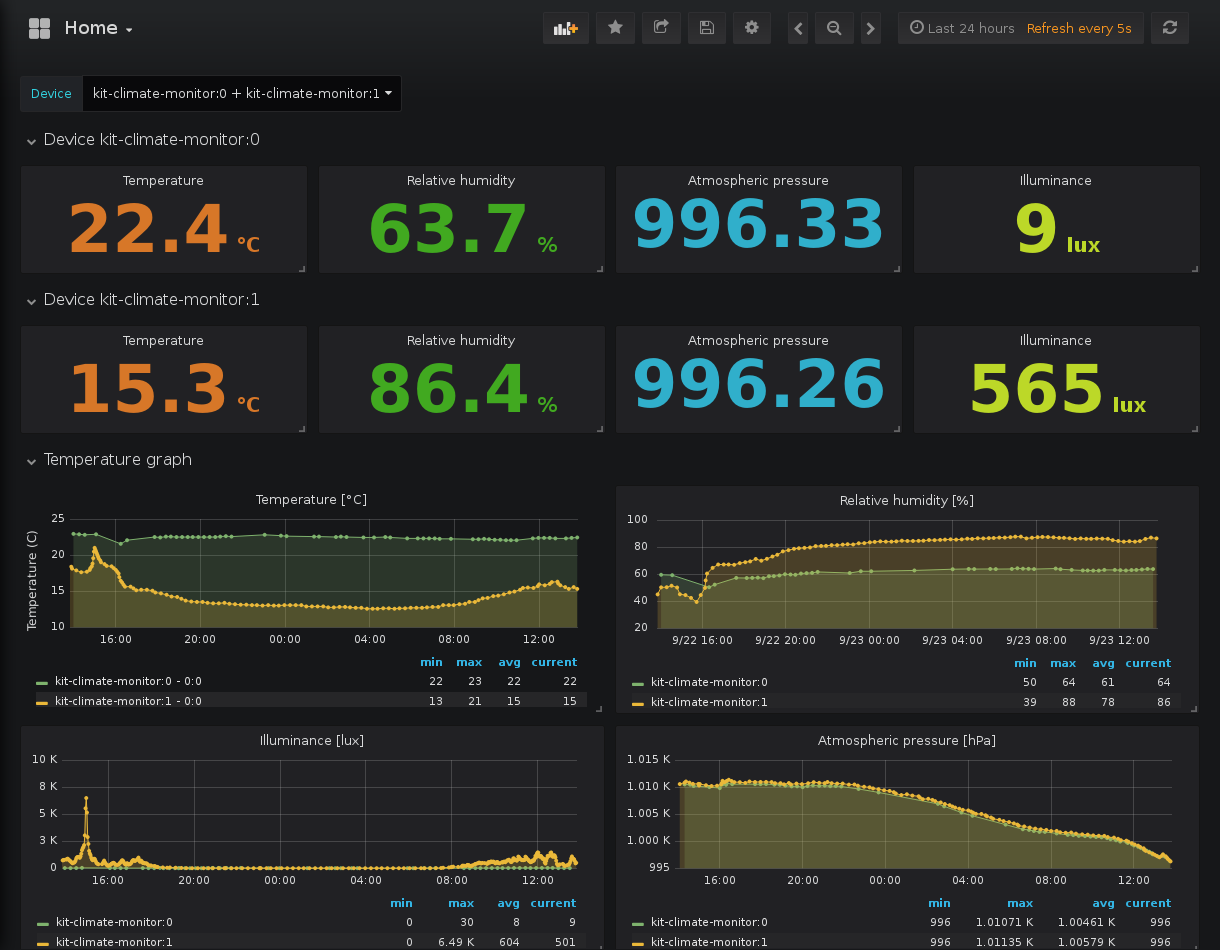 Home
Last 24 hours Refresh every 5s
Device kit-climate-monitor:0 + kit-climate-monitor:1
Device kit-climate-monitor:0
Temperature Relative humidity Atmospheric pressure Illuminance
22.4 °C 63.7 % 996.33 9 lux
Device kit-climate-monitor:1
Temperature Relative humidity Atmospheric pressure Illuminance
15.3 °C 86.4 % 996.26 565 lux
Temperature graph
Temperature [°C]
Temperature (C)
25
20
15
10
16:00 20:00 00:00 04:00 08:00 12:00
min max avg current
kit-climate-monitor:0 - 0:0 22 23 22 22
kit-climate-monitor:1 - 0:0 13 21 15 15
Relative humidity [%]
100
80
60
40
20
9/22 16:00 9/22 20:00 9/23 00:00 9/23 04:00 9/23 08:00 9/23 12:00
min max avg current
kit-climate-monitor:0 50 64 61 64
kit-climate-monitor:1 39 88 78 86
Illuminance [lux]
10 K
8 K
5 K
3 K
0
16:00 20:00 00:00 04:00 08:00 12:00
min max avg current
kit-climate-monitor:0 0 30 8 9
kit-climate-monitor:1 0 6.49 K 604 501
Atmospheric pressure [hPa]
1.015 K
1.010 K
1.005 K
1.000 K
995
16:00 20:00 00:00 04:00 08:00 12:00
min max avg current
kit-climate-monitor:0 996 1.01071 K 1.00461 K 996
kit-climate-monitor:1 996 1.01135 K 1.00579 K 996